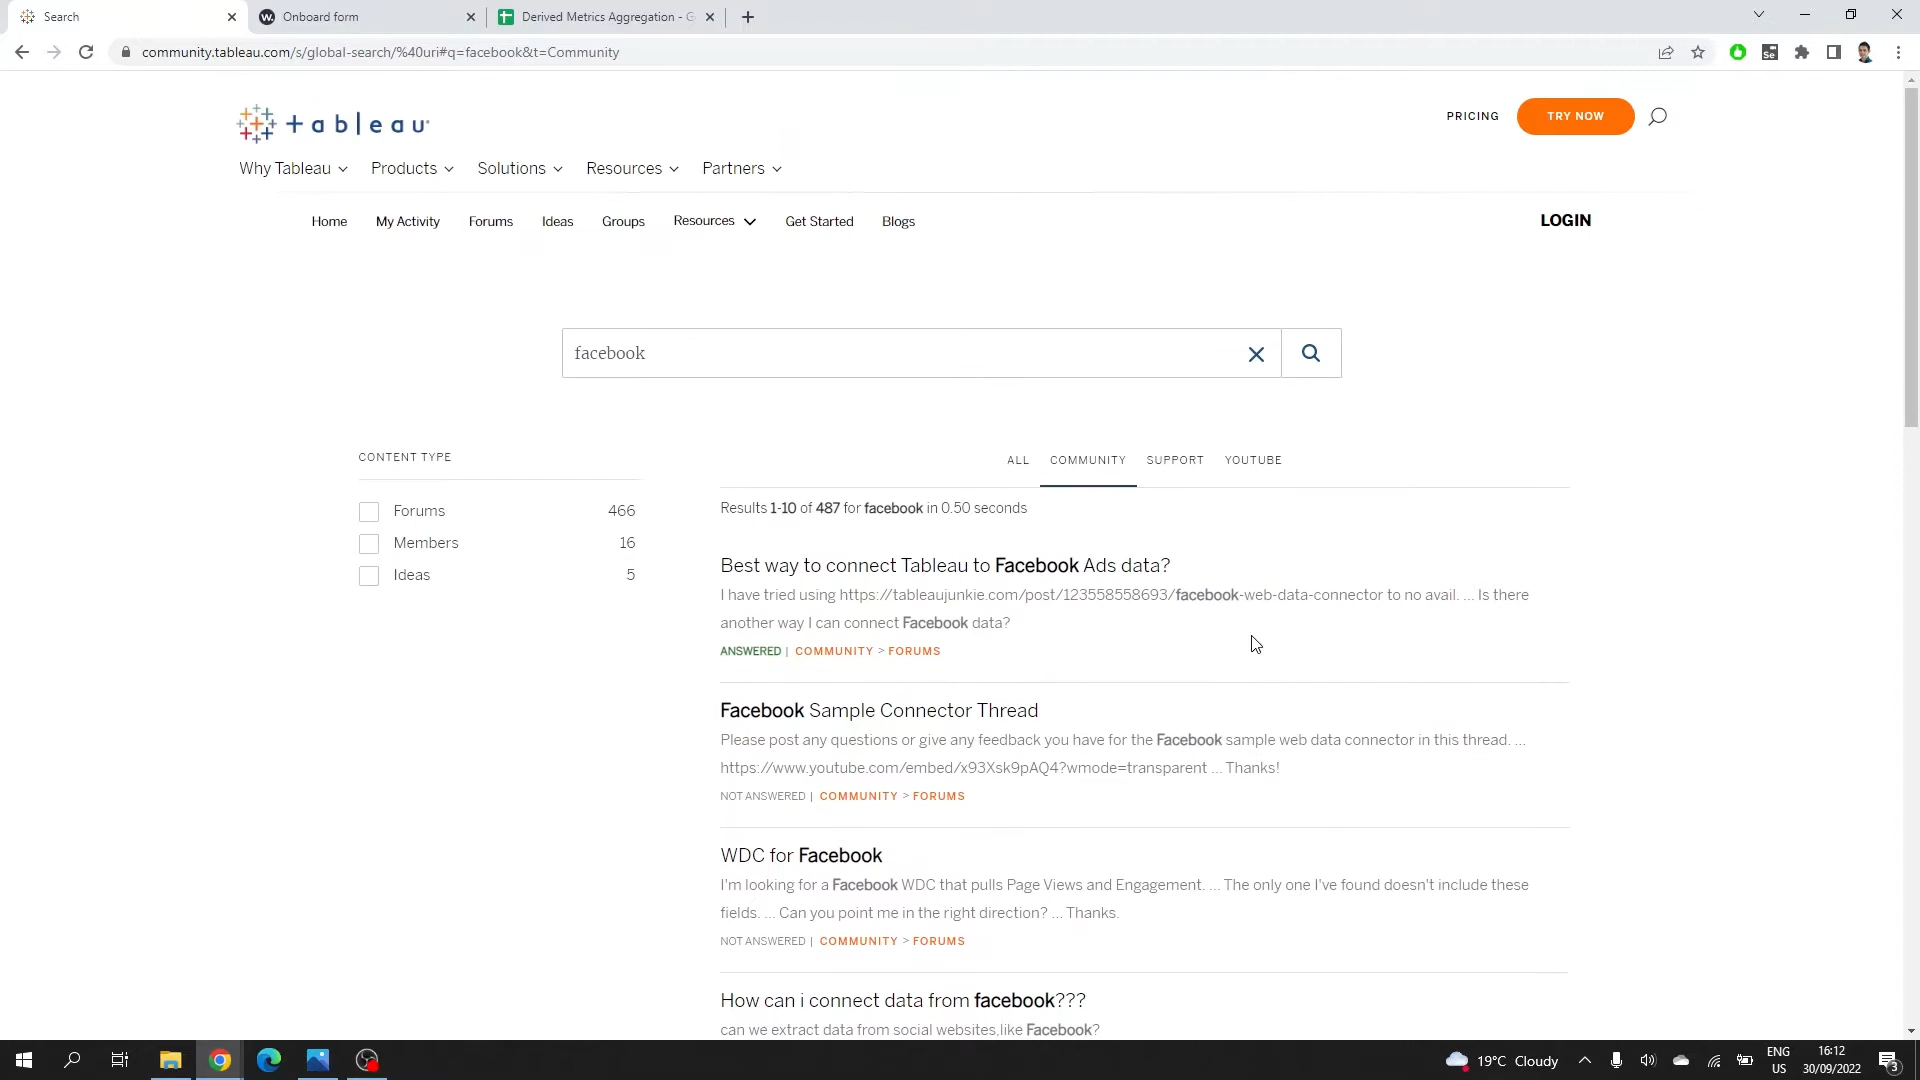 Search
Onboard form
Derived Metrics Aggregation - G
community.tableau.com/s/global-search/%40uri#q=facebook&t=Community
+ableau
PRICING
TRY NOW
Why Tableau
Products
Solutions
Resources
Partners
Home
My Activity
Forums
Ideas
Groups
Resources
Get Started
Blogs
LOGIN
facebook
CONTENT TYPE
Forums 466
Members 16
Ideas 5
ALL COMMUNITY SUPPORT YOUTUBE
Results 1-10 of 487 for facebook in 0.50 seconds
Best way to connect Tableau to Facebook Ads data?
I have tried using https://tableaujunkie.com/post/123558558693/facebook-web-data-connector to no avail. ... Is there
another way I can connect Facebook data?
ANSWERED | COMMUNITY > FORUMS
Facebook Sample Connector Thread
Please post any questions or give any feedback you have for the Facebook sample web data connector in this thread. ...
https://www.youtube.com/embed/x93Xsk9pAQ4?wmode=transparent ... Thanks!
NOT ANSWERED | COMMUNITY > FORUMS
WDC for Facebook
I'm looking for a Facebook WDC that pulls Page Views and Engagement. ... The only one I've found doesn't include these
fields. ... Can you point me in the right direction? ... Thanks.
NOT ANSWERED | COMMUNITY > FORUMS
How can i connect data from facebook???
can we extract data from social websites,like Facebook?
19°C Cloudy
ENG
US
16:12
30/09/2022
3